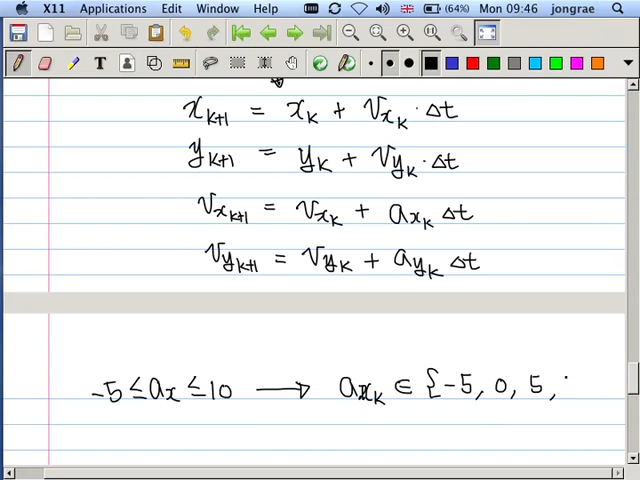 X11 Applications Edit Window Help (64%) Mon 09:46 jongrae
T
x_{k+1} = x_k + v_{x_k} · Δt
y_{k+1} = y_k + v_{y_k} · Δt
v_{x_{k+1}} = v_{x_k} + a_{x_k} Δt
v_{y_{k+1}} = v_{y_k} + a_{y_k} Δt
-5 ≤ a_x ≤ 10 → a_{x_k} ∈ {-5, 0, 5,